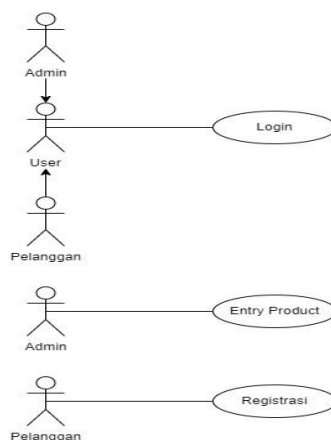 Admin
Login
User
Pelanggan
Entry Product
Admin
Registrasi
Pelanggan